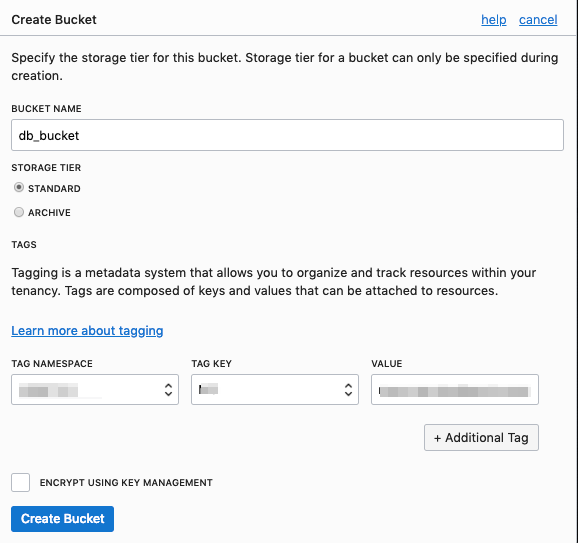 Create Bucket help cancel
Specify the storage tier for this bucket. Storage tier for a bucket can only be specified during
creation.
BUCKET NAME
db_bucket
STORAGE TIER
STANDARD
ARCHIVE
TAGS
Tagging is a metadata system that allows you to organize and track resources within your
tenancy. Tags are composed of keys and values that can be attached to resources.
Learn more about tagging
TAG NAMESPACE TAG KEY VALUE
+ Additional Tag
ENCRYPT USING KEY MANAGEMENT
Create Bucket